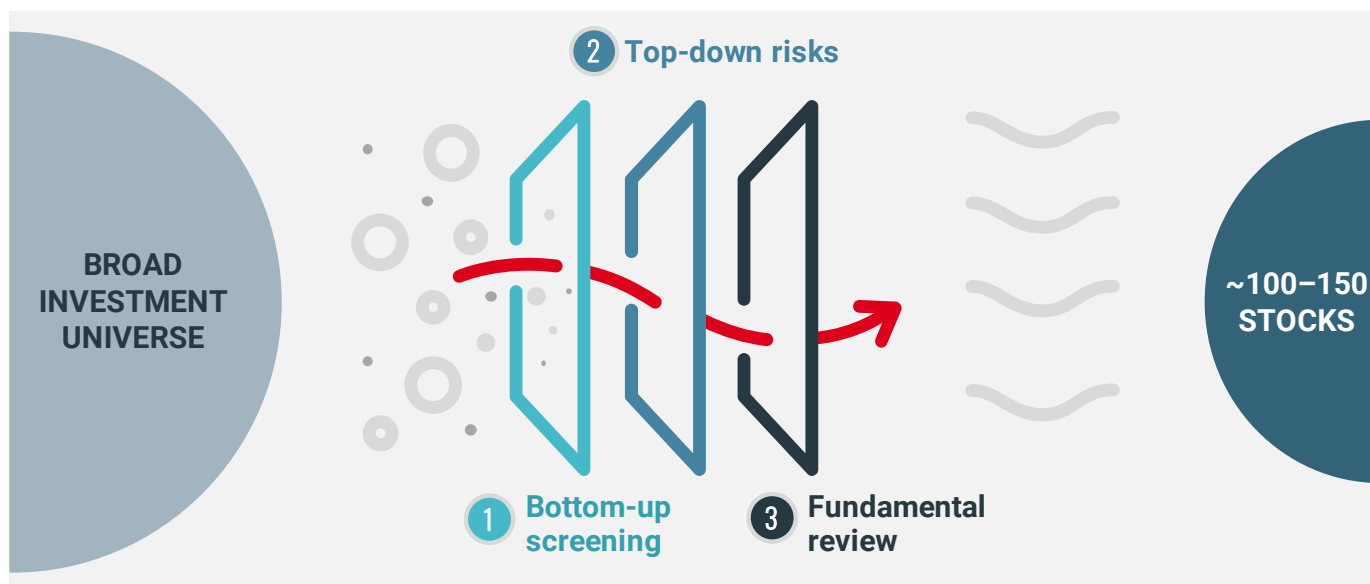 2 Top-down risks
BROAD
INVESTMENT
UNIVERSE
~100–150
STOCKS
1 Bottom-up
screening
3 Fundamental
review